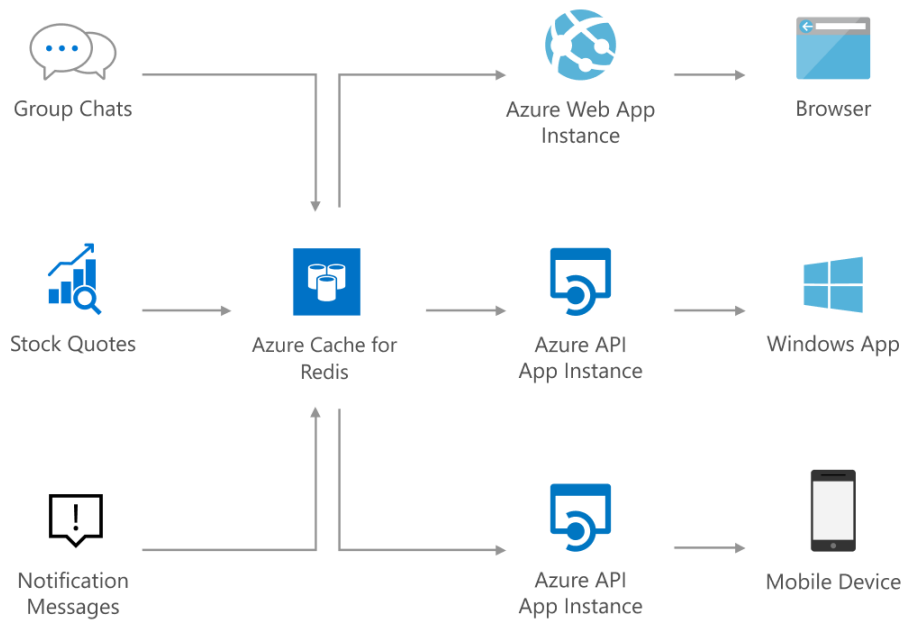 Group Chats
Azure Web App
Instance
Browser
Stock Quotes
Azure Cache for
Redis
Azure API
App Instance
Windows App
Notification
Messages
Azure API
App Instance
Mobile Device